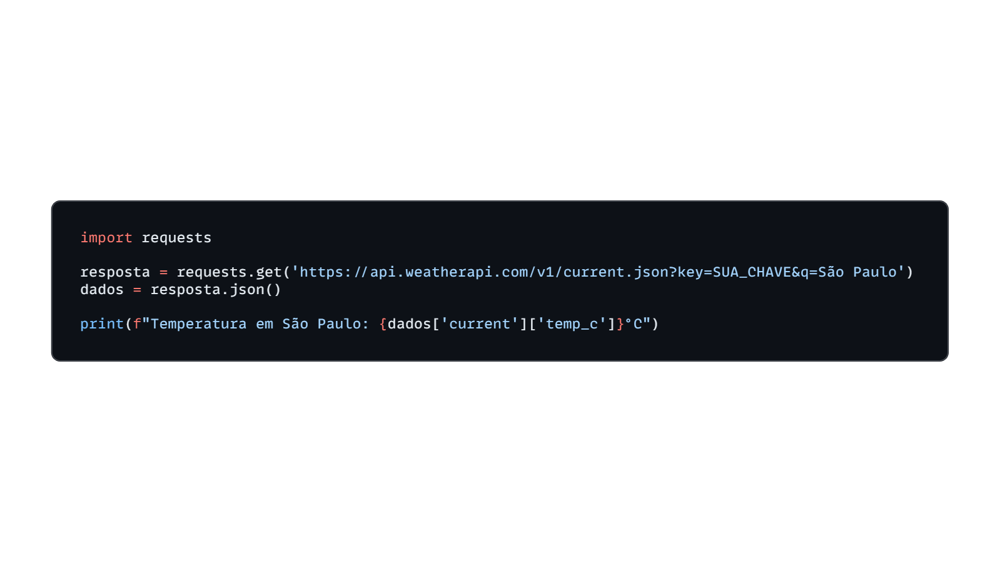 import requests
resposta = requests.get('https://api.weatherapi.com/v1/current.json?key=SUA_CHAVE&q=São Paulo')
dados = resposta.json()
print(f"Temperatura em São Paulo: {dados['current']['temp_c']}°C")